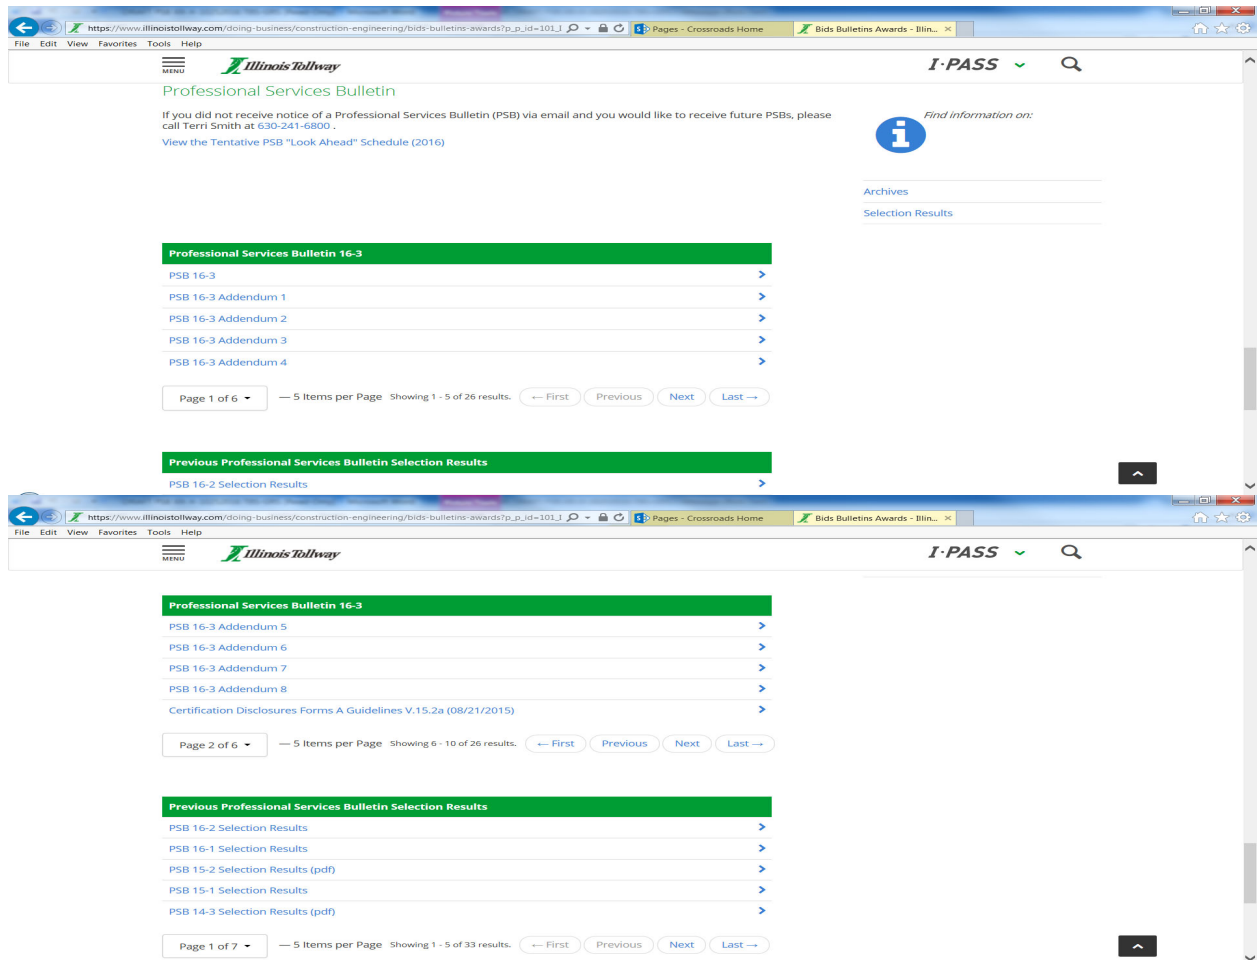 https://www.illinoistollway.com/doing-business/construction-engineering/bids-bulletins-awards?p_p_id=101_I
Pages - Crossroads Home
Bids Bulletins Awards - Illin...
File Edit View Favorites Tools Help
MENU
Illinois Tollway
I·PASS
Professional Services Bulletin
If you did not receive notice of a Professional Services Bulletin (PSB) via email and you would like to receive future PSBs, please
call Terri Smith at 630-241-6800 .
View the Tentative PSB "Look Ahead" Schedule (2016)
Find information on:
Archives
Selection Results
Professional Services Bulletin 16-3
PSB 16-3
PSB 16-3 Addendum 1
PSB 16-3 Addendum 2
PSB 16-3 Addendum 3
PSB 16-3 Addendum 4
Page 1 of 6 — 5 Items per Page Showing 1 - 5 of 26 results. ← First Previous Next Last →
Previous Professional Services Bulletin Selection Results
PSB 16-2 Selection Results
https://www.illinoistollway.com/doing-business/construction-engineering/bids-bulletins-awards?p_p_id=101_I
Pages - Crossroads Home
Bids Bulletins Awards - Illin...
File Edit View Favorites Tools Help
MENU
Illinois Tollway
I·PASS
Professional Services Bulletin 16-3
PSB 16-3 Addendum 5
PSB 16-3 Addendum 6
PSB 16-3 Addendum 7
PSB 16-3 Addendum 8
Certification Disclosures Forms A Guidelines V.15.2a (08/21/2015)
Page 2 of 6 — 5 Items per Page Showing 6 - 10 of 26 results. ← First Previous Next Last →
Previous Professional Services Bulletin Selection Results
PSB 16-2 Selection Results
PSB 16-1 Selection Results
PSB 15-2 Selection Results (pdf)
PSB 15-1 Selection Results
PSB 14-3 Selection Results (pdf)
Page 1 of 7 — 5 Items per Page Showing 1 - 5 of 33 results. ← First Previous Next Last →